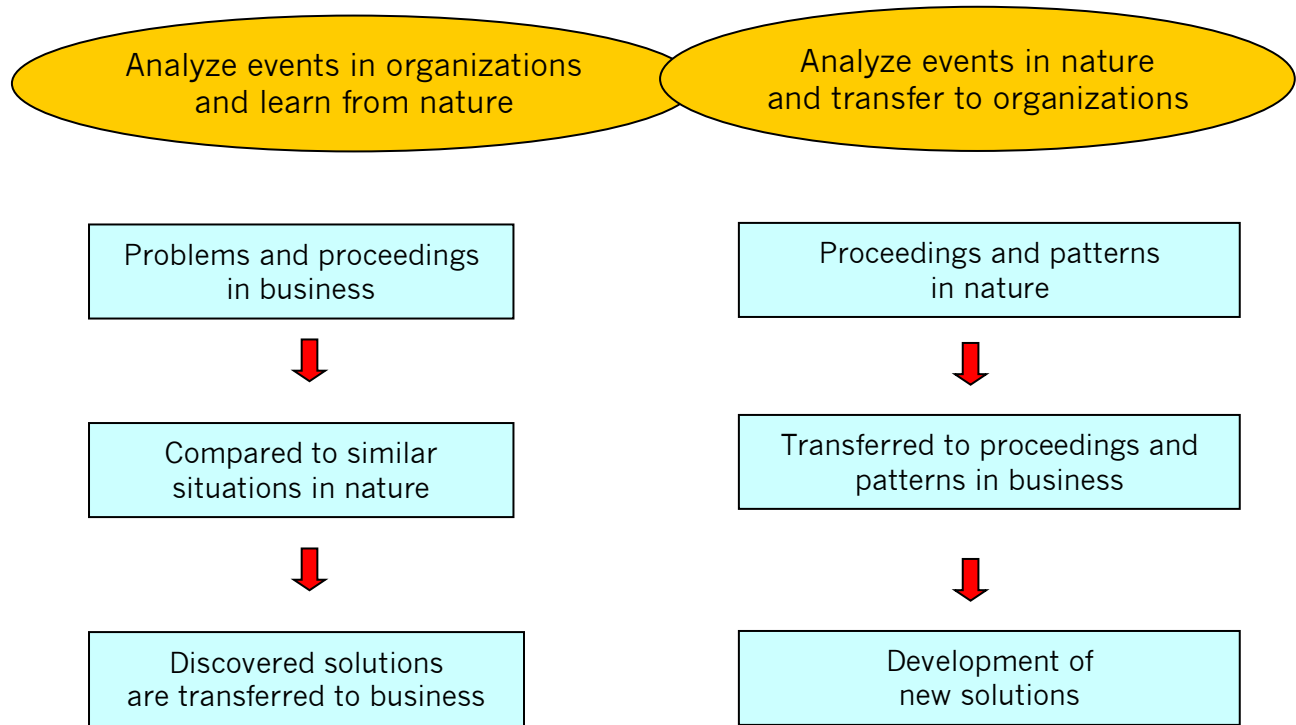 Analyze events in organizations
and learn from nature
Analyze events in nature
and transfer to organizations
Problems and proceedings
in business
Proceedings and patterns
in nature
Compared to similar
situations in nature
Transferred to proceedings and
patterns in business
Discovered solutions
are transferred to business
Development of
new solutions